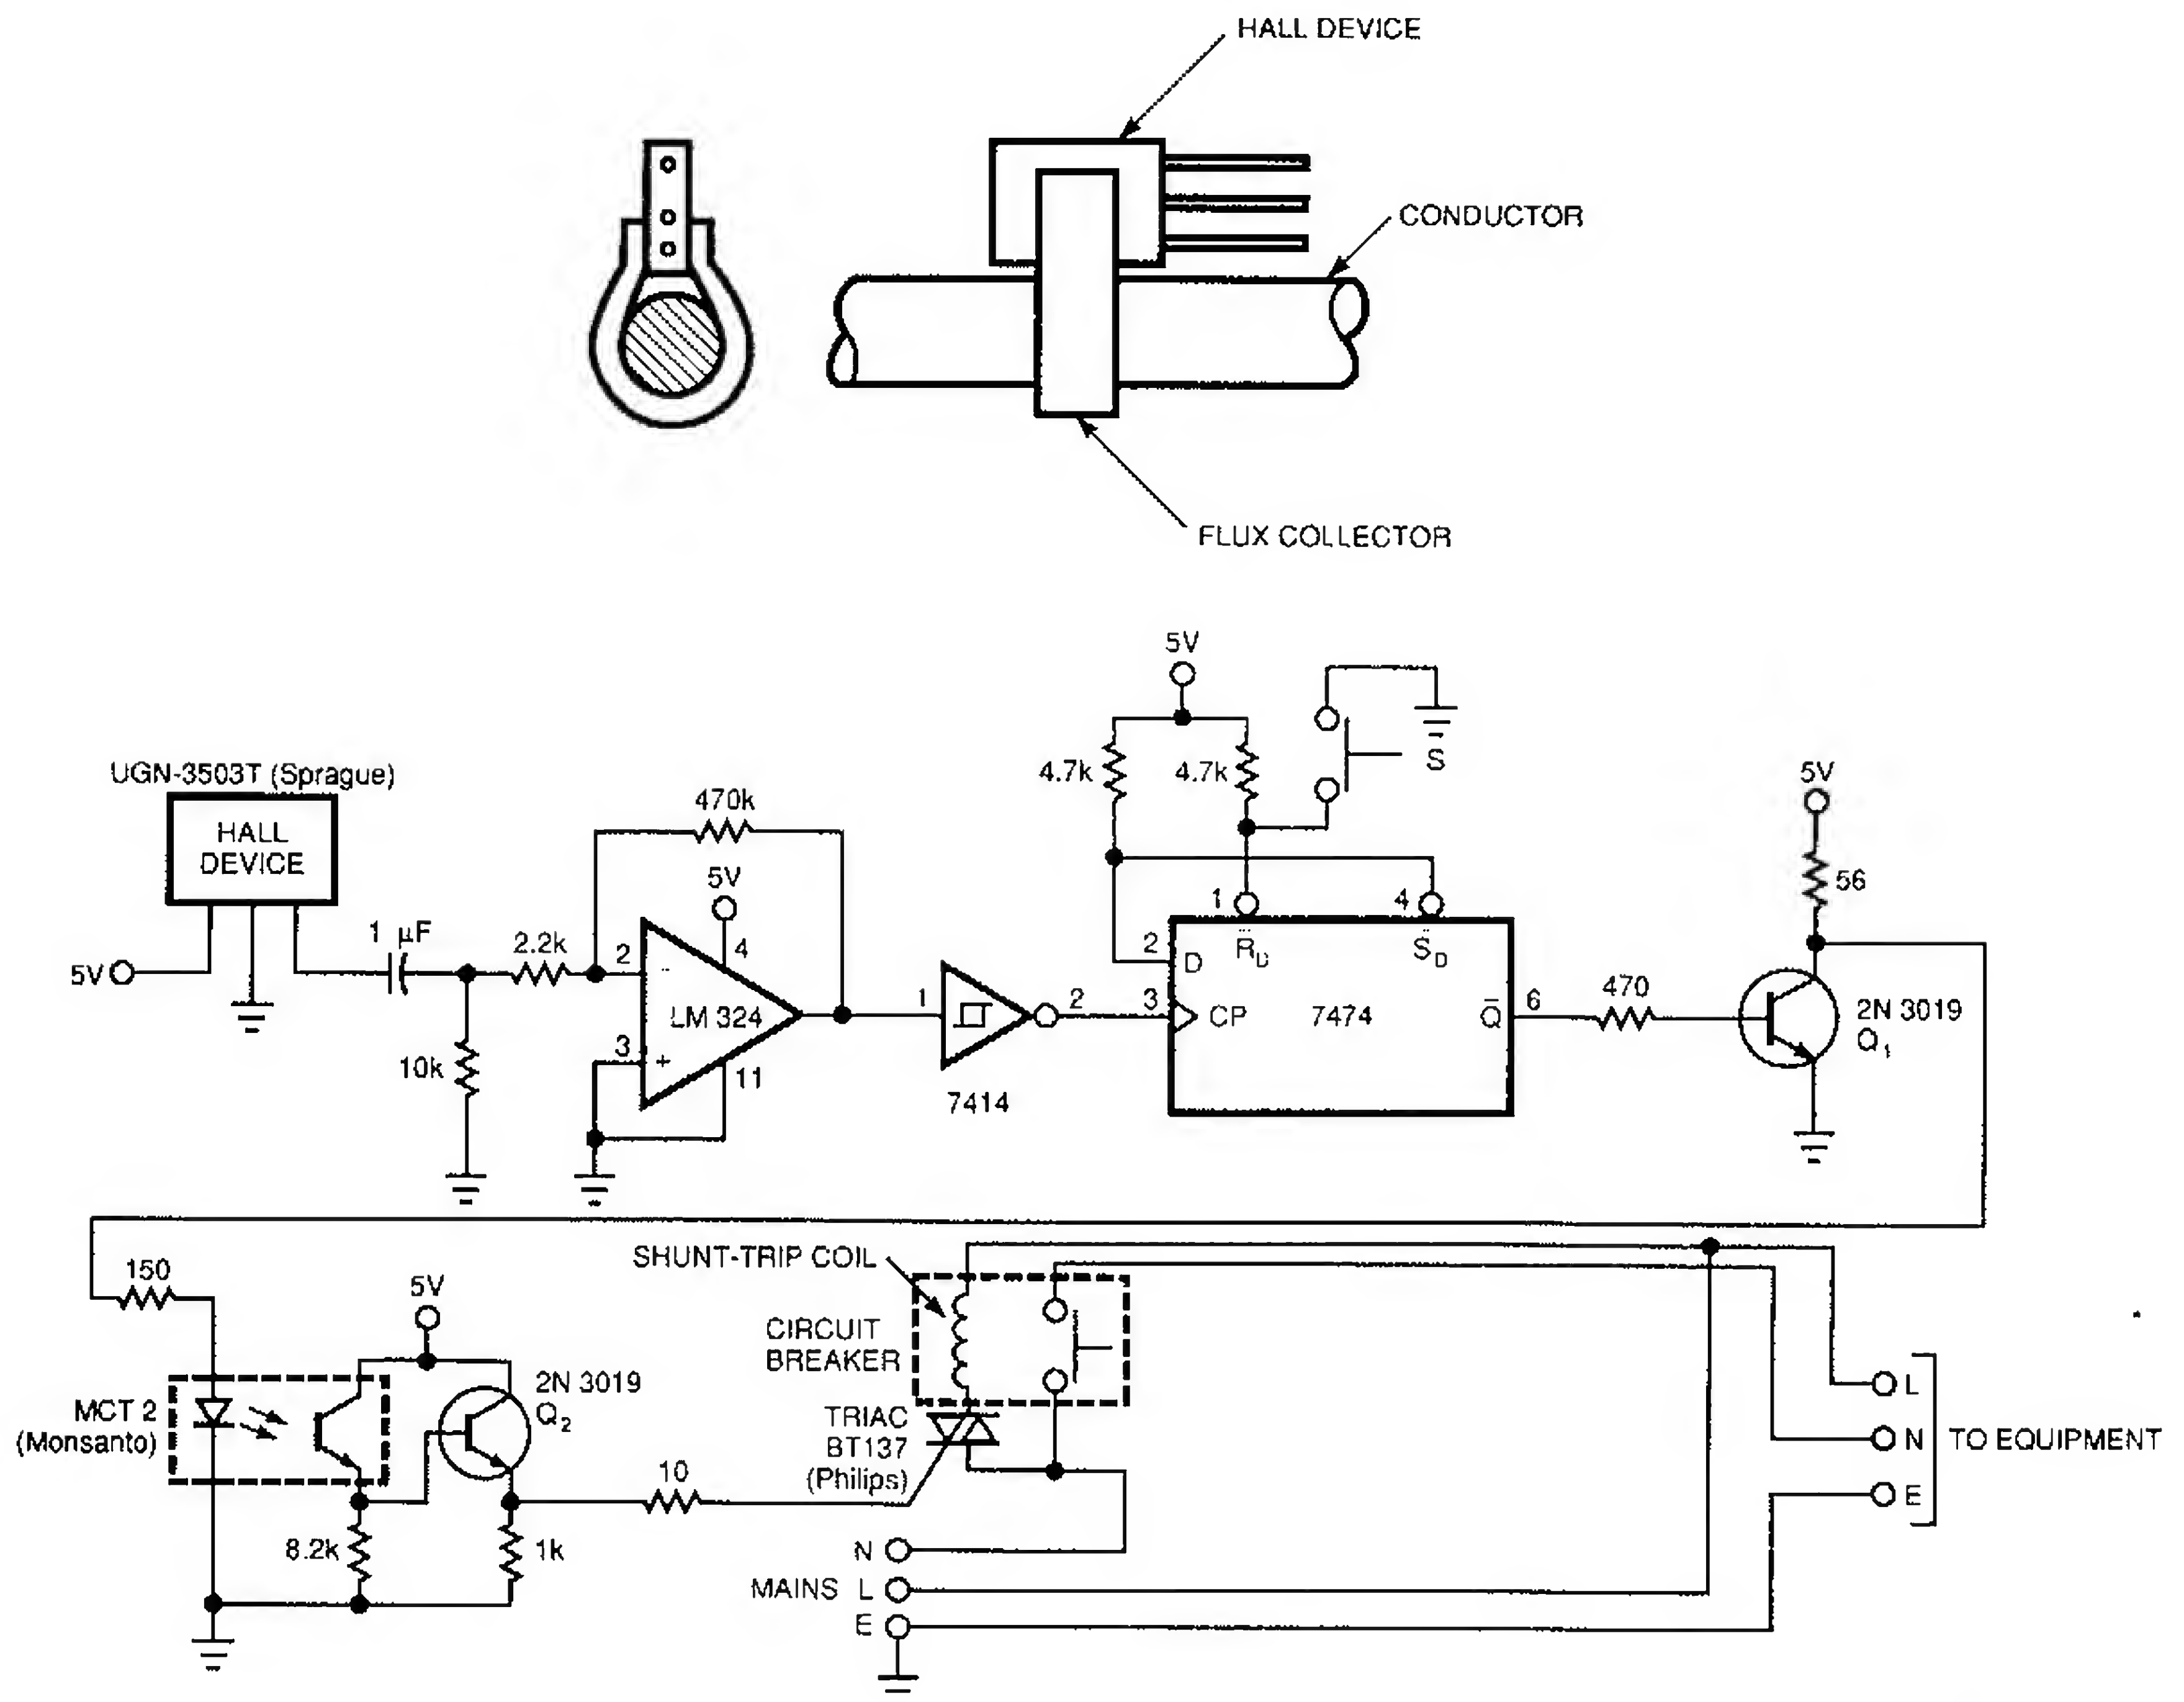 HALL DEVICE
CONDUCTOR
FLUX COLLECTOR
5V
4.7k
4.7k
S
UGN-3503T (Sprague)
HALL
DEVICE
5V
1 µF
10k
2.2k
470k
5V
2
4
LM 324
3
11
-
+
1
2
7414
1
4
2
D
R̄D
S̄D
3
CP
7474
Q̄
6
470
5V
56
2N 3019
Q1
150
5V
MCT 2
(Monsanto)
2N 3019
Q2
8.2k
1k
10
SHUNT-TRIP COIL
CIRCUIT
BREAKER
TRIAC
BT137
(Philips)
N
MAINS L
E
L
N
E
TO EQUIPMENT